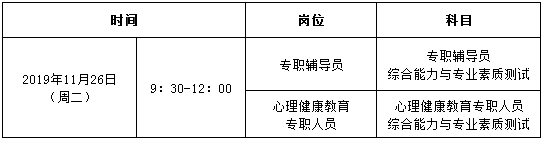 时间 岗位 科目
2019年11月26日
（周二）
9：30-12：00
专职辅导员
专职辅导员
综合能力与专业素质测试
心理健康教育
专职人员
心理健康教育专职人员
综合能力与专业素质测试